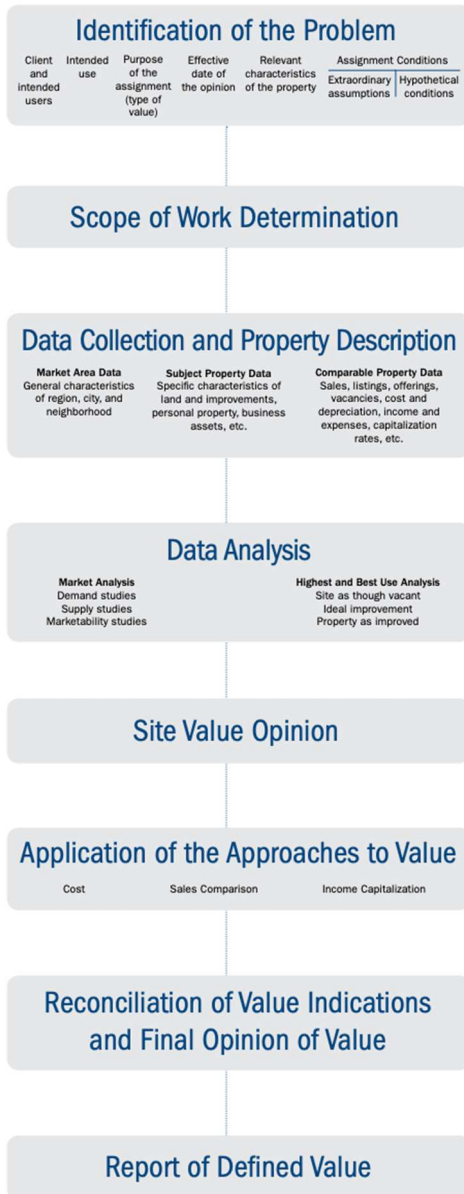 Identification of the Problem
Client
and
intended
users
Intended
use
Purpose
of the
assignment
(type of
value)
Effective
date of
the opinion
Relevant
characteristics
of the property
Assignment Conditions
Extraordinary
assumptions
Hypothetical
conditions
Scope of Work Determination
Data Collection and Property Description
Market Area Data
General characteristics
of region, city, and
neighborhood
Subject Property Data
Specific characteristics of
land and improvements,
personal property, business
assets, etc.
Comparable Property Data
Sales, listings, offerings,
vacancies, cost and
depreciation, income and
expenses, capitalization
rates, etc.
Data Analysis
Market Analysis
Demand studies
Supply studies
Marketability studies
Highest and Best Use Analysis
Site as though vacant
Ideal improvement
Property as improved
Site Value Opinion
Application of the Approaches to Value
Cost
Sales Comparison
Income Capitalization
Reconciliation of Value Indications
and Final Opinion of Value
Report of Defined Value